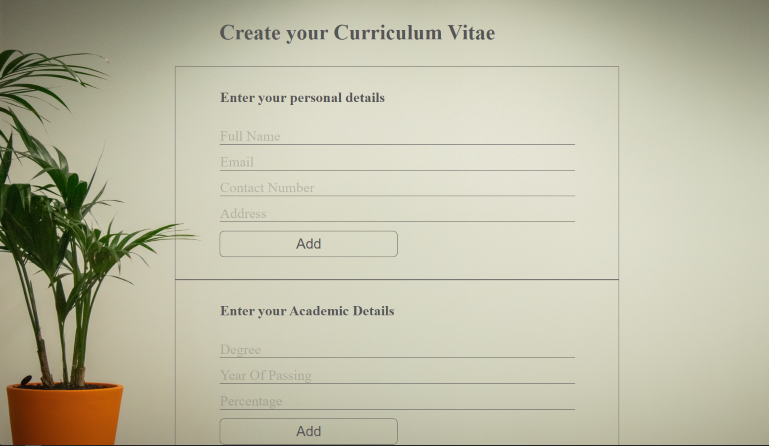 Create your Curriculum Vitae
Enter your personal details
Full Name
Email
Contact Number
Address
Add
Enter your Academic Details
Degree
Year Of Passing
Percentage
Add